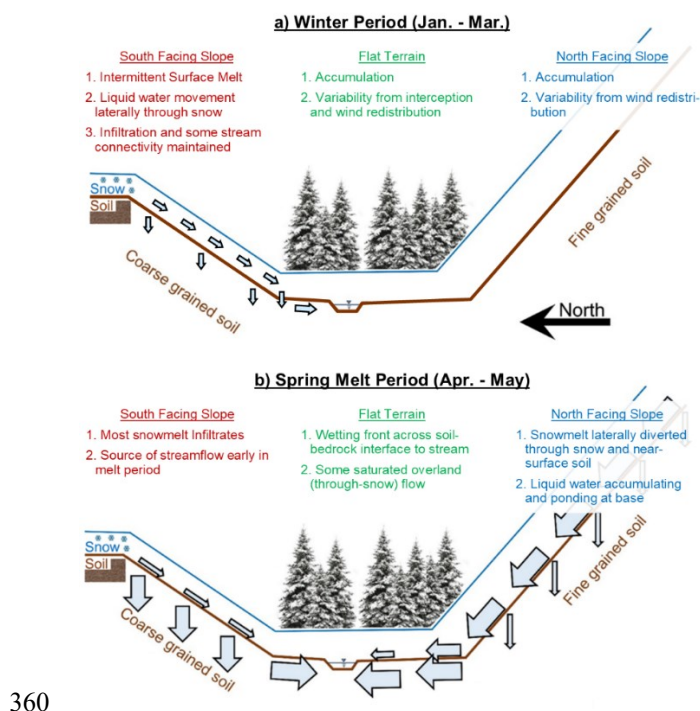 a) Winter Period (Jan. - Mar.)
South Facing Slope
1. Intermittent Surface Melt
2. Liquid water movement
laterally through snow
3. Infiltration and some stream
connectivity maintained
Flat Terrain
1. Accumulation
2. Variability from interception
and wind redistribution
North Facing Slope
1. Accumulation
2. Variability from wind redistri-
bution
Snow
Soil
Coarse grained soil
Fine grained soil
North
b) Spring Melt Period (Apr. - May)
South Facing Slope
1. Most snowmelt Infiltrates
2. Source of streamflow early in
melt period
Flat Terrain
1. Wetting front across soil-
bedrock interface to stream
2. Some saturated overland
(through-snow) flow
North Facing Slope
1. Snowmelt laterally diverted
through snow and near-
surface soil
2. Liquid water accumulating
and ponding at base
Snow
Soil
Coarse grained soil
Fine grained soil
360